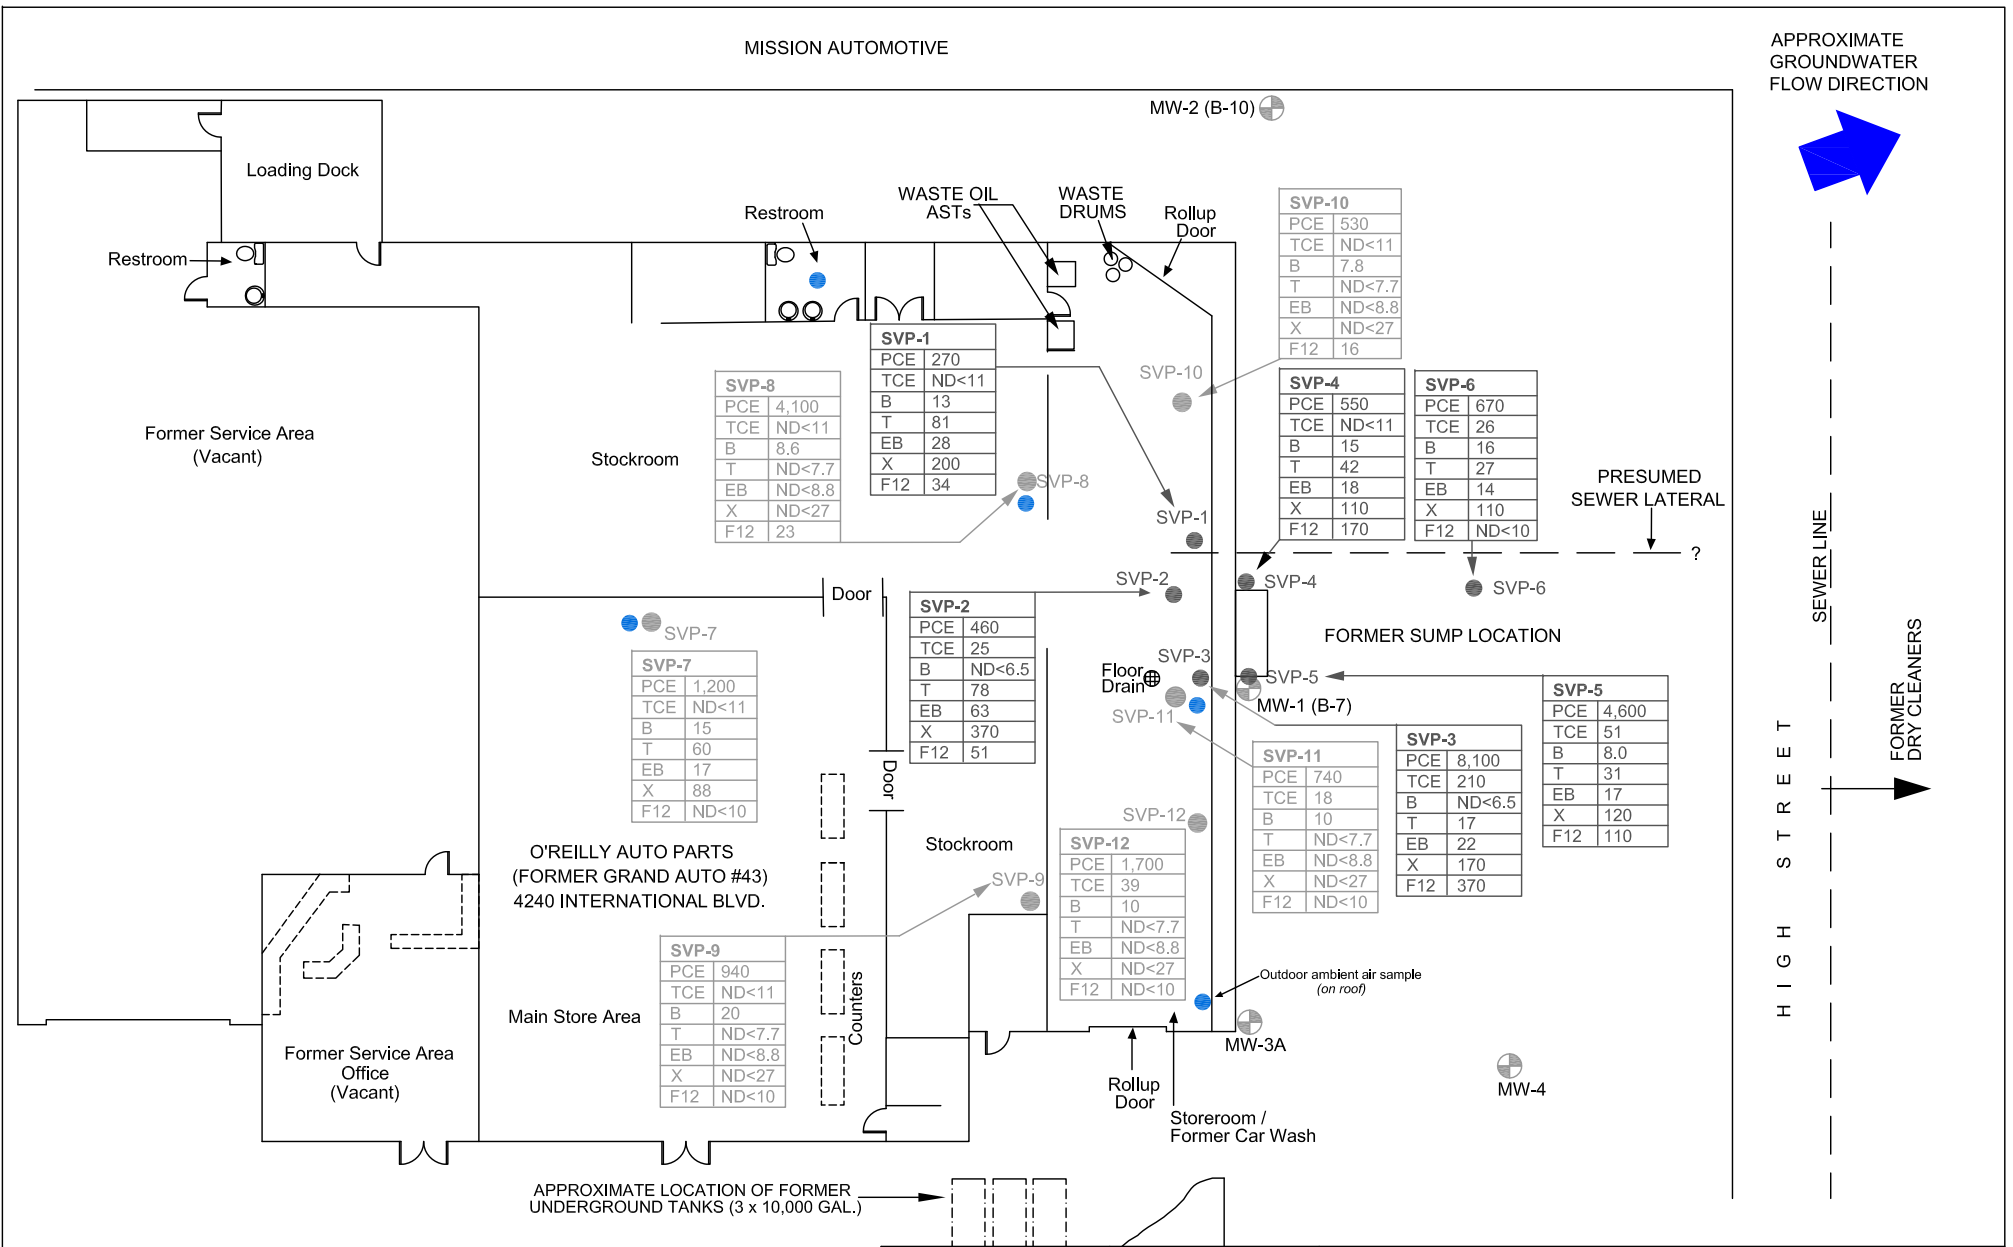 MISSION AUTOMOTIVE
APPROXIMATE
GROUNDWATER
FLOW DIRECTION
MW-2 (B-10)
Loading Dock
Restroom
Restroom
WASTE OIL
ASTs
WASTE
DRUMS
Rollup
Door
SVP-10
PCE 530
TCE ND<11
B 7.8
T ND<7.7
EB ND<8.8
X ND<27
F12 16
SVP-1
PCE 270
TCE ND<11
B 13
T 81
EB 28
X 200
F12 34
SVP-8
PCE 4,100
TCE ND<11
B 8.6
T ND<7.7
EB ND<8.8
X ND<27
F12 23
SVP-10
SVP-4
PCE 550
TCE ND<11
B 15
T 42
EB 18
X 110
F12 170
SVP-6
PCE 670
TCE 26
B 16
T 27
EB 14
X 110
F12 ND<10
Former Service Area
(Vacant)
Stockroom
SVP-8
SVP-1
PRESUMED
SEWER LATERAL
?
SEWER LINE
SVP-2
SVP-4
SVP-6
Door
SVP-2
PCE 460
TCE 25
B ND<6.5
T 78
EB 63
X 370
F12 51
SVP-7
SVP-7
PCE 1,200
TCE ND<11
B 15
T 60
EB 17
X 88
F12 ND<10
FORMER SUMP LOCATION
SVP-3
Floor
Drain
SVP-5
MW-1 (B-7)
SVP-11
SVP-5
PCE 4,600
TCE 51
B 8.0
T 31
EB 17
X 120
F12 110
SVP-3
PCE 8,100
TCE 210
B ND<6.5
T 17
EB 22
X 170
F12 370
SVP-11
PCE 740
TCE 18
B 10
T ND<7.7
EB ND<8.8
X ND<27
F12 ND<10
FORMER
DRY CLEANERS
HIGH STREET
Door
SVP-12
SVP-12
PCE 1,700
TCE 39
B 10
T ND<7.7
EB ND<8.8
X ND<27
F12 ND<10
Stockroom
O'REILLY AUTO PARTS
(FORMER GRAND AUTO #43)
4240 INTERNATIONAL BLVD.
SVP-9
SVP-9
PCE 940
TCE ND<11
B 20
T ND<7.7
EB ND<8.8
X ND<27
F12 ND<10
Counters
Main Store Area
Outdoor ambient air sample
(on roof)
Former Service Area
Office
(Vacant)
MW-3A
MW-4
Rollup
Door
Storeroom /
Former Car Wash
APPROXIMATE LOCATION OF FORMER
UNDERGROUND TANKS (3 x 10,000 GAL.)